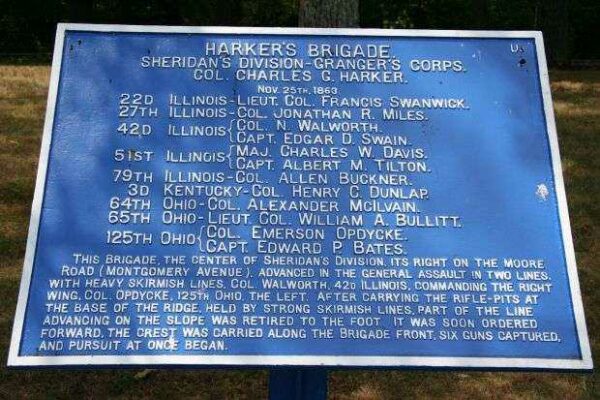 U.S.
HARKER'S BRIGADE.
SHERIDAN'S DIVISION-GRANGER'S CORPS.
COL. CHARLES G. HARKER.
NOV. 25TH, 1863.
22D ILLINOIS-LIEUT. COL. FRANCIS SWANWICK.
27TH ILLINOIS-COL. JONATHAN R. MILES.
42D ILLINOIS{COL. N. WALWORTH.
CAPT. EDGAR D. SWAIN.
51ST ILLINOIS{MAJ. CHARLES W. DAVIS.
CAPT. ALBERT M. TILTON.
79TH ILLINOIS-COL. ALLEN BUCKNER.
3D KENTUCKY-COL. HENRY C. DUNLAP.
64TH OHIO-COL. ALEXANDER MCILVAIN.
65TH OHIO-LIEUT. COL. WILLIAM A. BULLITT.
125TH OHIO{COL. EMERSON OPDYCKE.
CAPT. EDWARD P. BATES.
THIS BRIGADE, THE CENTER OF SHERIDAN'S DIVISION, ITS RIGHT ON THE MOORE
ROAD (MONTGOMERY AVENUE), ADVANCED IN THE GENERAL ASSAULT IN TWO LINES,
WITH HEAVY SKIRMISH LINES, COL. WALWORTH, 42D ILLINOIS, COMMANDING THE RIGHT
WING, COL. OPDYCKE, 125TH OHIO, THE LEFT. AFTER CARRYING THE RIFLE-PITS AT
THE BASE OF THE RIDGE, HELD BY STRONG SKIRMISH LINES, PART OF THE LINE
ADVANCING ON THE SLOPE WAS RETIRED TO THE FOOT. IT WAS SOON ORDERED
FORWARD, THE CREST WAS CARRIED ALONG THE BRIGADE FRONT, SIX GUNS CAPTURED,
AND PURSUIT AT ONCE BEGAN.